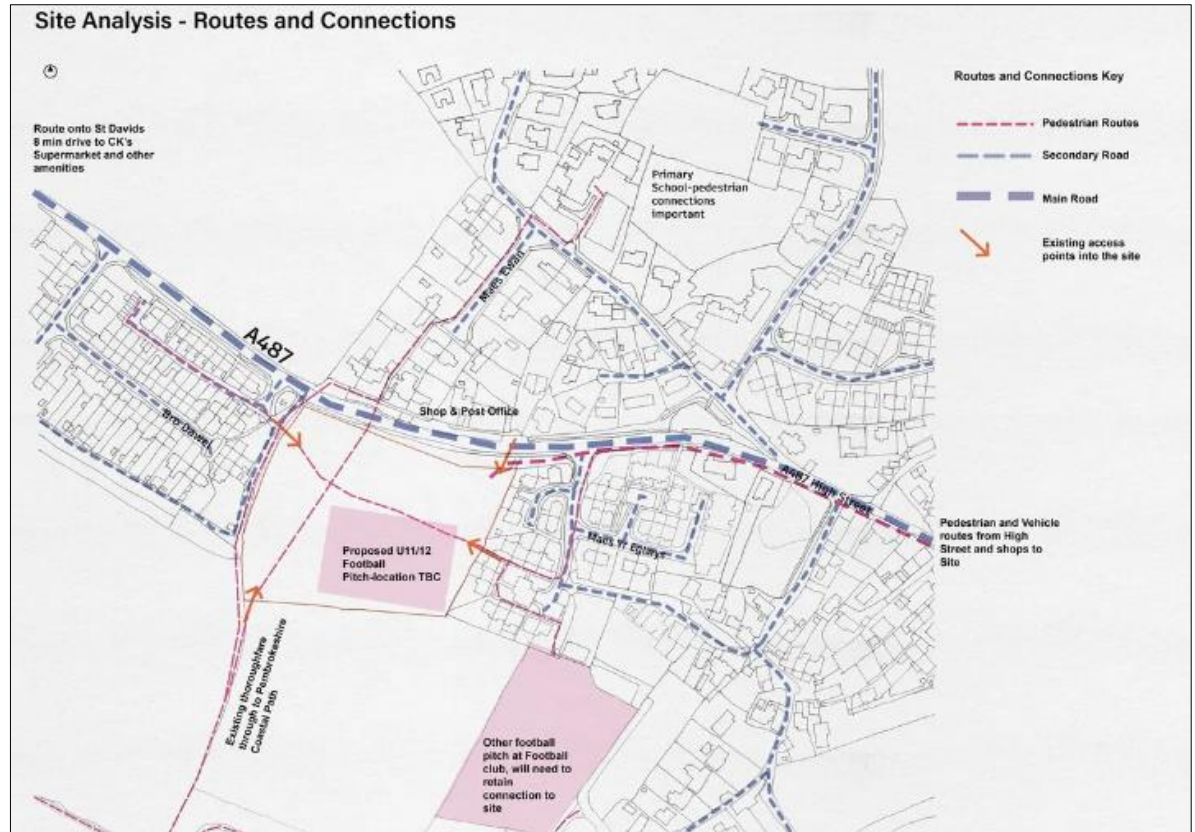 Site Analysis - Routes and Connections
Route onto St Davids
8 min drive to CK's
Supermarket and other
amenities
Routes and Connections Key
Pedestrian Routes
Secondary Road
Main Road
Existing access
points into the site
Primary
School-pedestrian
connections
important
Maes Ewan
A487
Shop & Post Office
Bro Dawel
A487 High Street
Maes Yr Eglwys
Pedestrian and Vehicle
routes from High
Street and shops to
Site
Proposed U11/12
Football
Pitch-location TBC
Existing thoroughfare
through to Pembrokeshire
Coastal Path
Other football
pitch at Football
club, will need to
retain
connection to
site